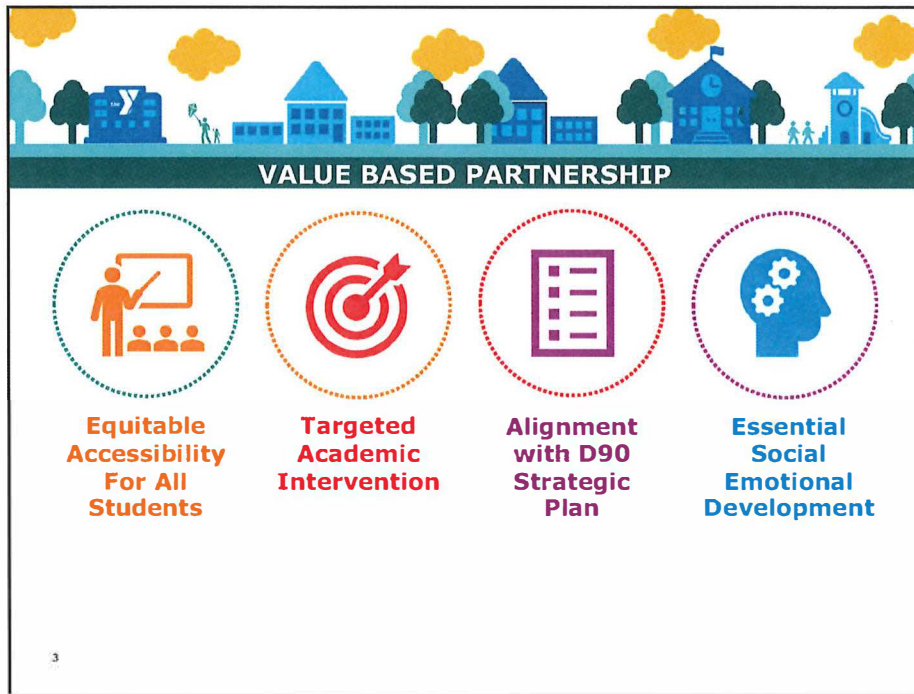 the Y
VALUE BASED PARTNERSHIP
Equitable
Accessibility
For All
Students
Targeted
Academic
Intervention
Alignment
with D90
Strategic
Plan
Essential
Social
Emotional
Development
3